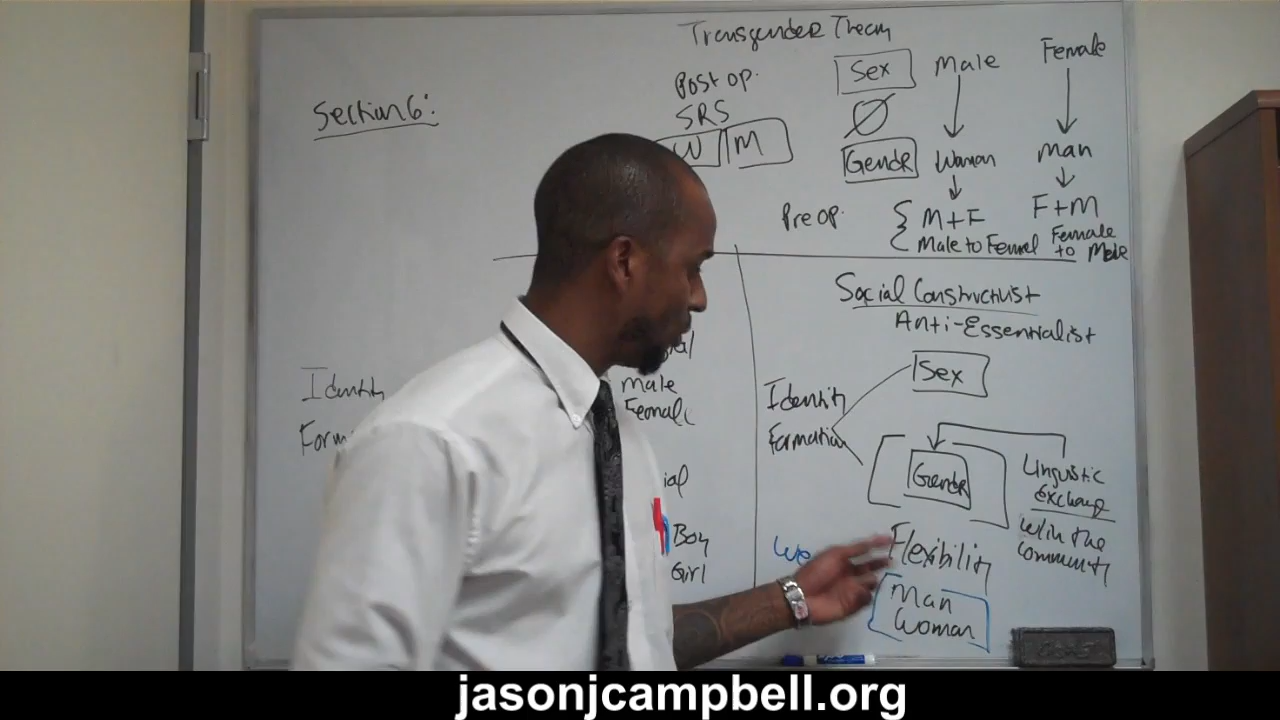 Transgender Theory
Section 6:
Post op.
SRS
W M
Sex
Male
Female
Gender
Woman
Man
Pre op.
M + F
F + M
Male to Femal
Female
to Male
Social Constructivist
Anti-Essentialist
Identity
Male
Female
Boy
Girl
Identity
Formation
Sex
Gender
Linguistic
Exchange
w/in the
community
We
Flexibility
Man
Woman
jasonjcampbell.org